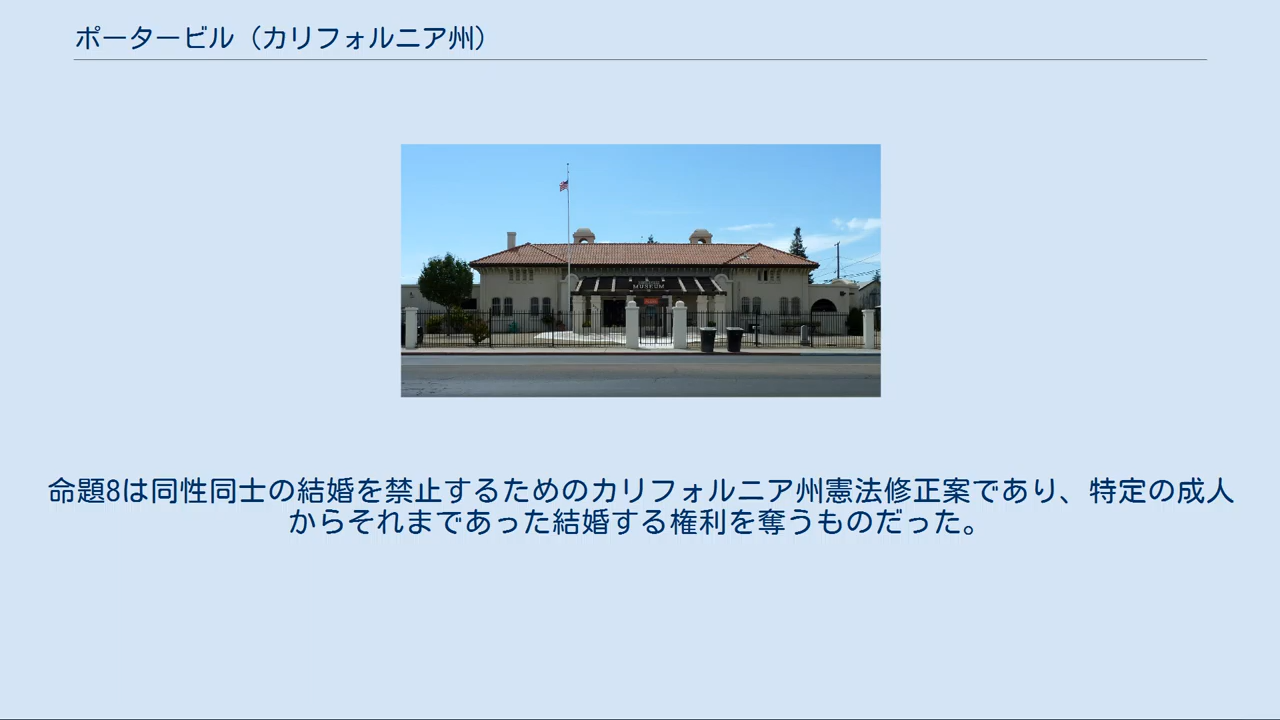 ポータービル（カリフォルニア州）
MUSEUM
命題8は同性同士の結婚を禁止するためのカリフォルニア州憲法修正案であり、特定の成人
からそれまであった結婚する権利を奪うものだった。